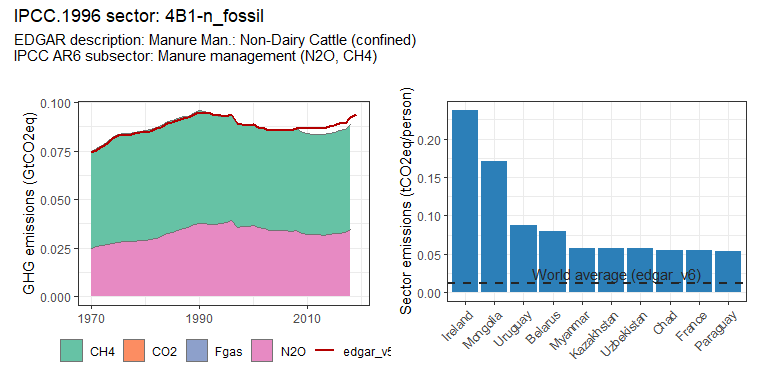 IPCC.1996 sector: 4B1-n_fossil
EDGAR description: Manure Man.: Non-Dairy Cattle (confined)
IPCC AR6 subsector: Manure management (N2O, CH4)
GHG emissions (GtCO2eq)
0.100
0.075
0.050
0.025
0.000
1970
1990
2010
CH4
CO2
Fgas
N2O
edgar_v
Sector emissions (tCO2eq/person)
0.20
0.15
0.10
0.05
0.00
World average (edgar_v6)
Ireland
Mongolia
Uruguay
Belarus
Myanmar
Kazakhstan
Uzbekistan
Chad
France
Paraguay